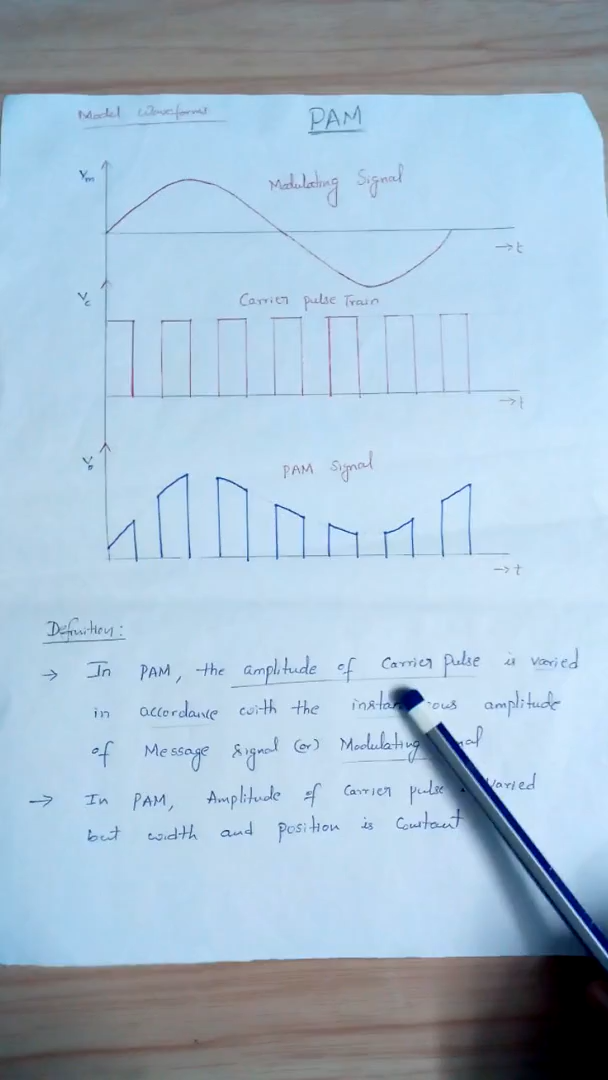 Model Waveforms
PAM
Vm
Modulating Signal
→ t
Vc
Carrier pulse Train
→ t
PAM Signal
→ t
Definition:
→ In PAM, the amplitude of Carrier pulse is varied
in accordance with the amplitude
of Message signal (or) Modulating
→ In PAM, Amplitude of Carrier pulse varied
but width and position is Constant